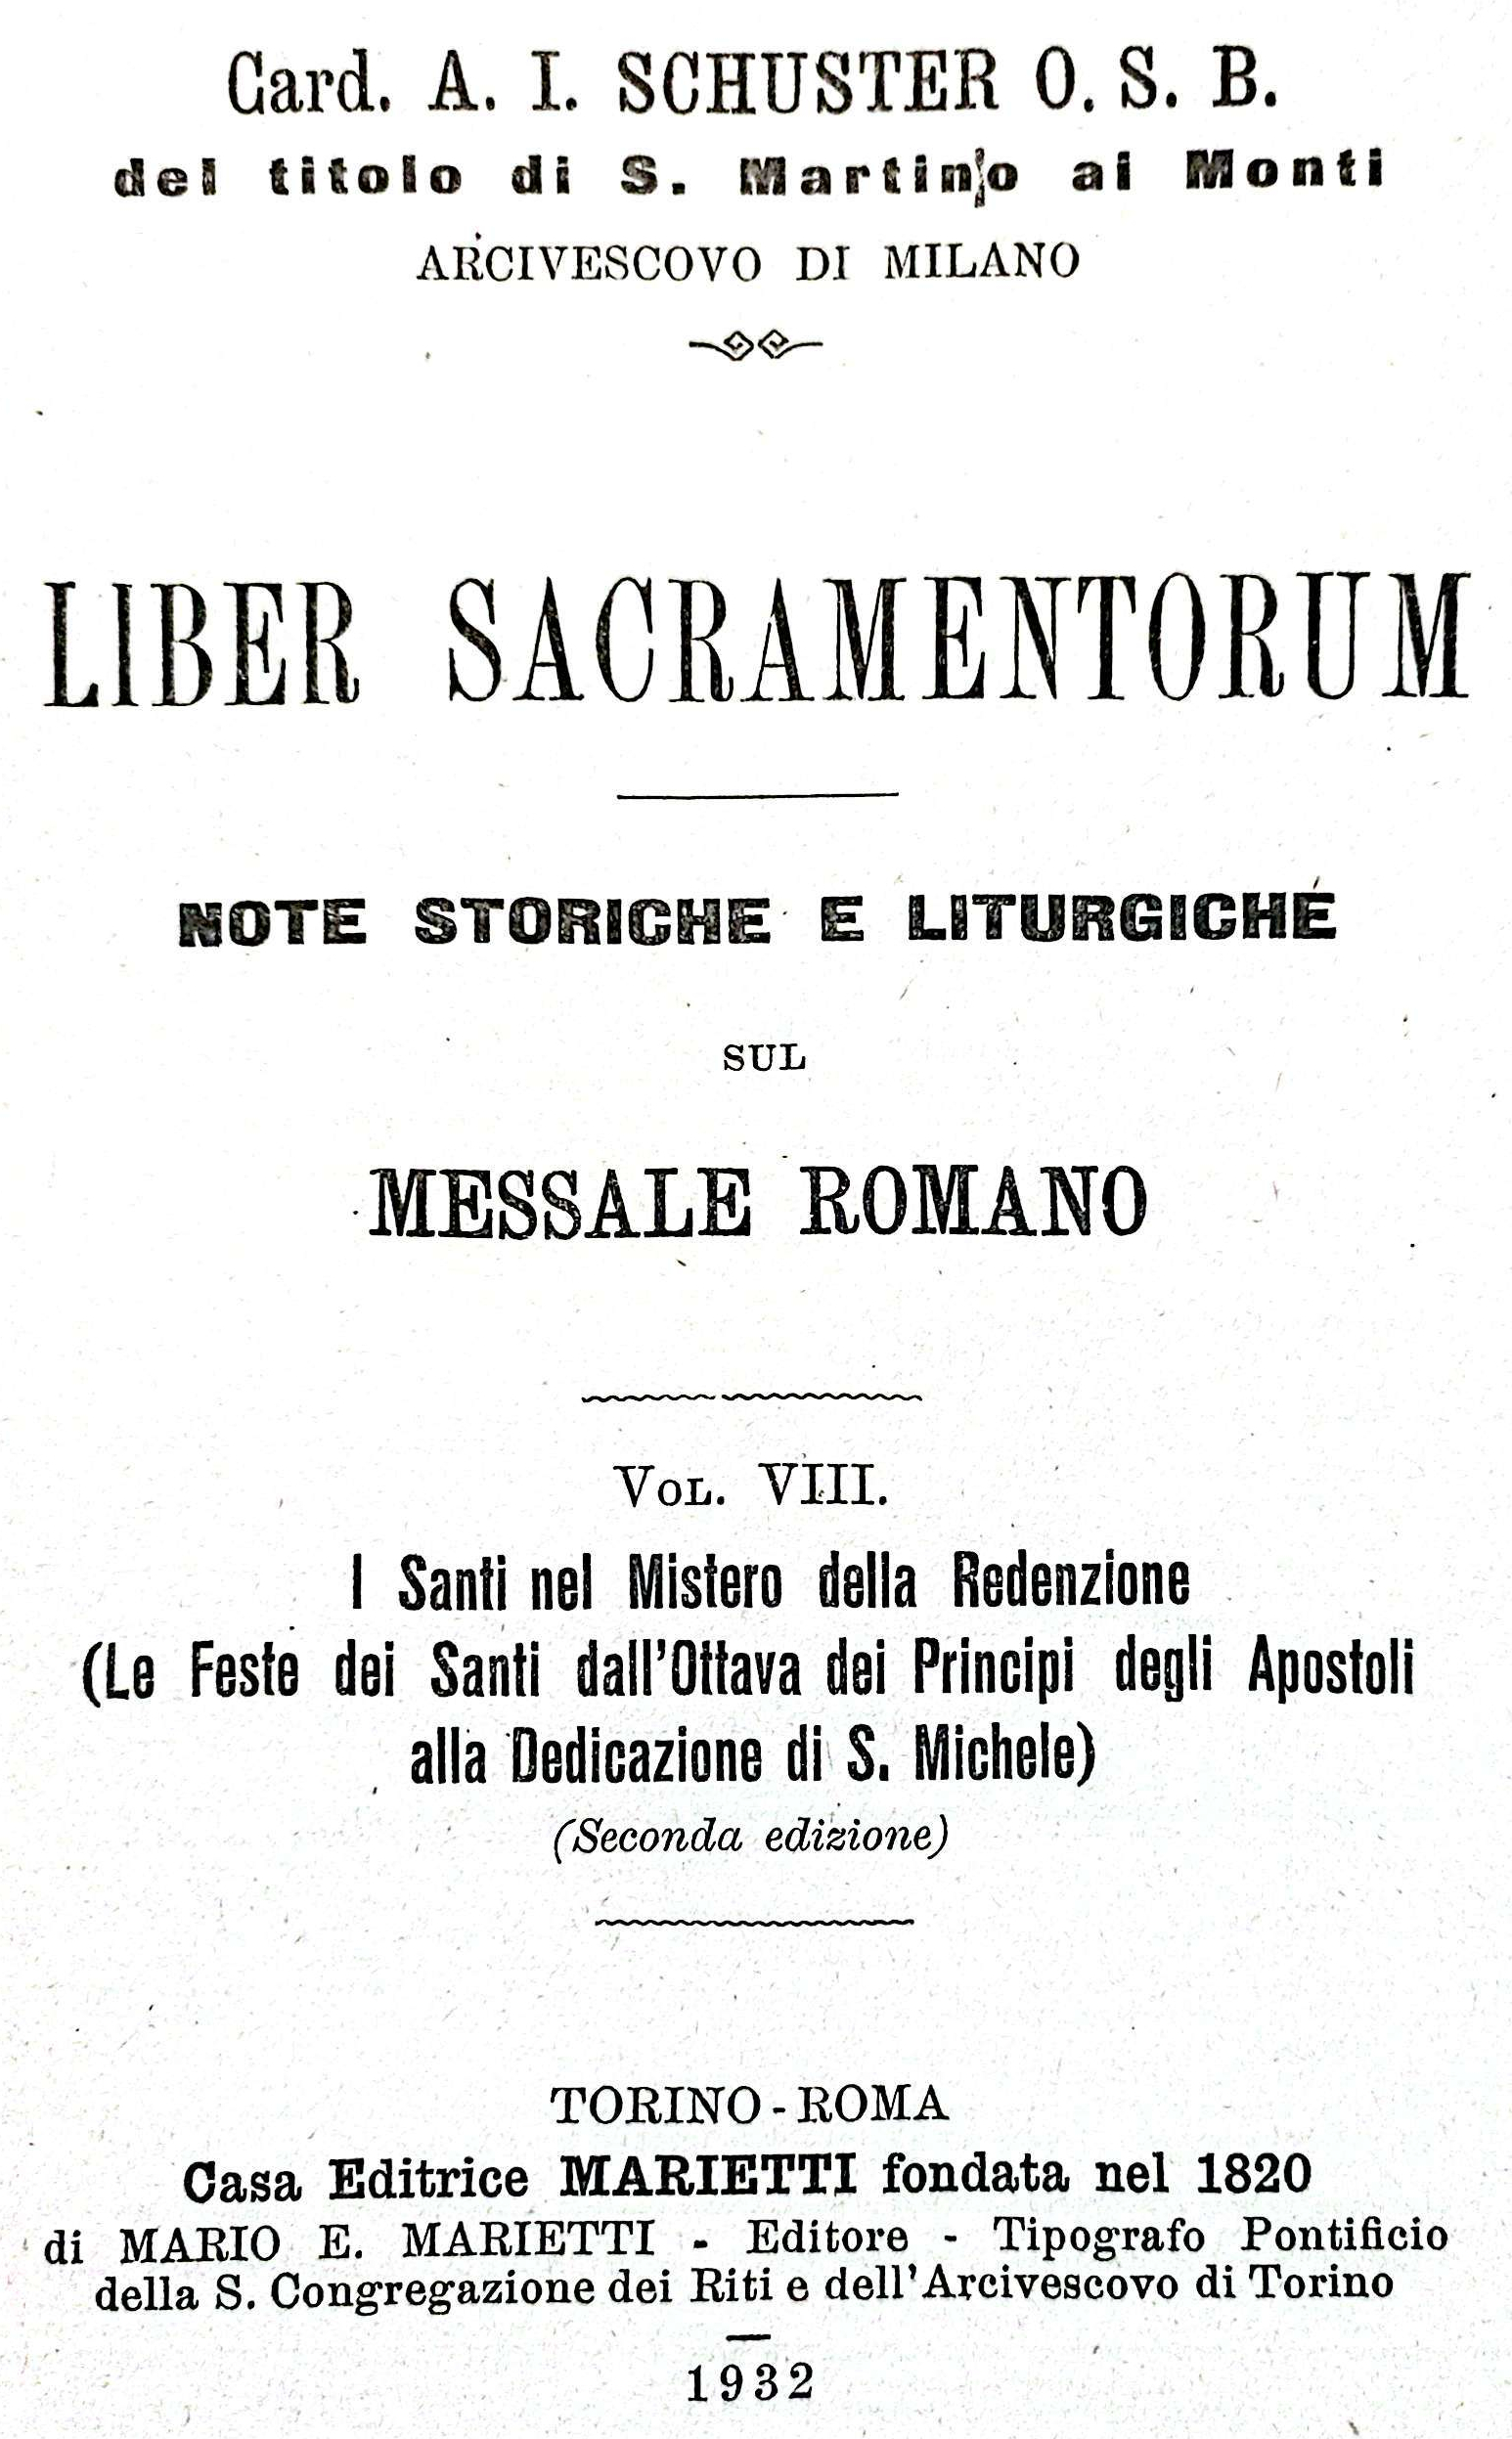 Card. A. I. SCHUSTER O. S. B.
del titolo di S. Martino ai Monti
ARCIVESCOVO DI MILANO
LIBER SACRAMENTORUM
NOTE STORICHE E LITURGICHE
SUL
MESSALE ROMANO
VOL. VIII.
I Santi nel Mistero della Redenzione
(Le Feste dei Santi dall'Ottava dei Principi degli Apostoli
alla Dedicazione di S. Michele)
(Seconda edizione)
TORINO - ROMA
Casa Editrice MARIETTI fondata nel 1820
di MARIO E. MARIETTI - Editore - Tipografo Pontificio
della S. Congregazione dei Riti e dell'Arcivescovo di Torino
1932